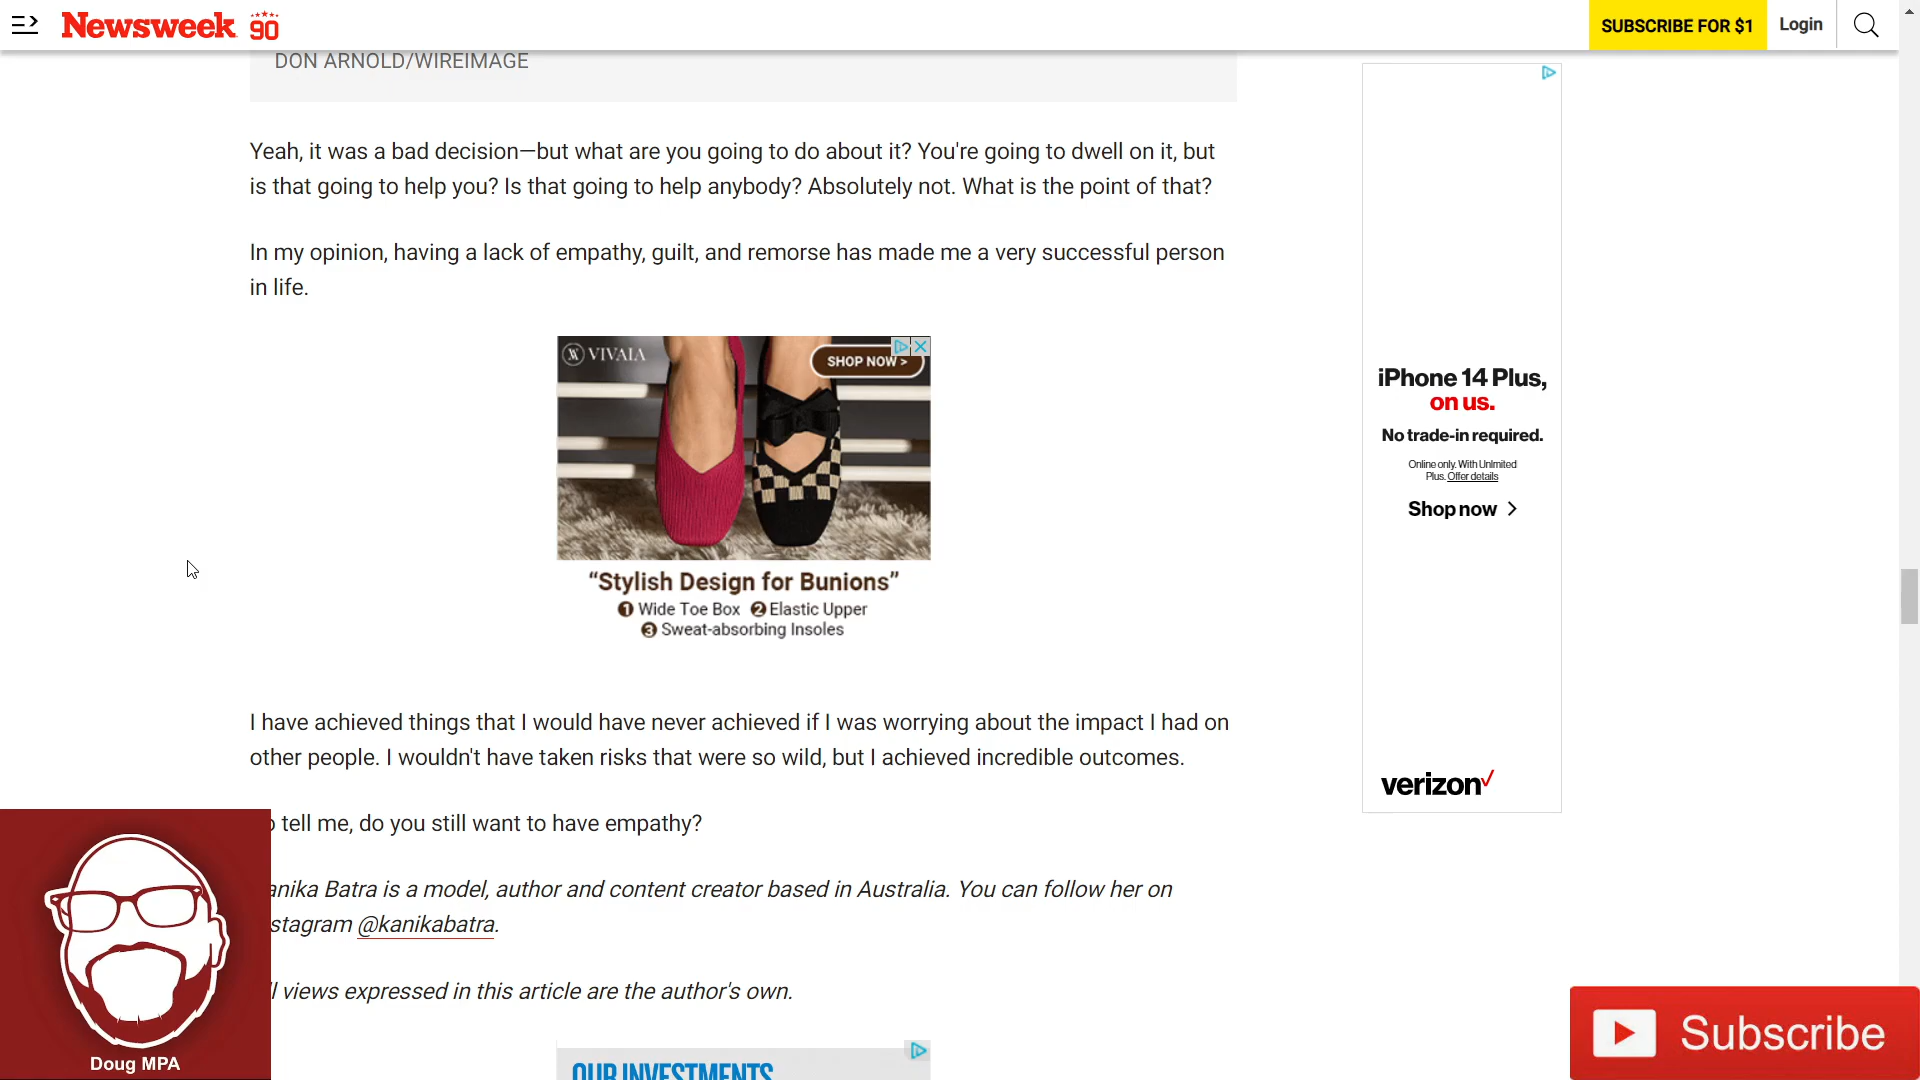 Newsweek 90
SUBSCRIBE FOR $1
Login
DON ARNOLD/WIREIMAGE
Yeah, it was a bad decision—but what are you going to do about it? You're going to dwell on it, but
is that going to help you? Is that going to help anybody? Absolutely not. What is the point of that?
In my opinion, having a lack of empathy, guilt, and remorse has made me a very successful person
in life.
VIVAIA
SHOP NOW >
“Stylish Design for Bunions”
1 Wide Toe Box 2 Elastic Upper
3 Sweat-absorbing Insoles
I have achieved things that I would have never achieved if I was worrying about the impact I had on
other people. I wouldn't have taken risks that were so wild, but I achieved incredible outcomes.
o tell me, do you still want to have empathy?
anika Batra is a model, author and content creator based in Australia. You can follow her on
stagram @kanikabatra.
l views expressed in this article are the author's own.
OUR INVESTMENTS
iPhone 14 Plus,
on us.
No trade-in required.
Online only. With Unlmited
Plus. Offer details
Shop now >
verizon✓
Doug MPA
Subscribe